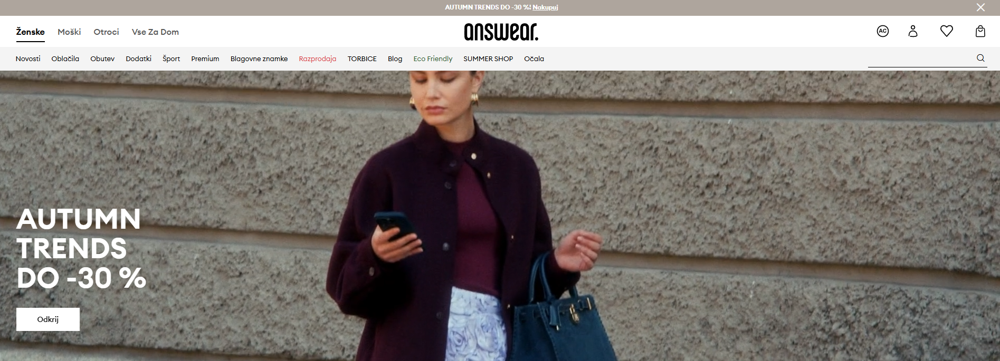 AUTUMN TRENDS DO -30 %! Nakupuj
Ženske Moški Otroci Vse Za Dom
answear.
AC
Novosti Oblačila Obutev Dodatki Šport Premium Blagovne znamke Razprodaja TORBICE Blog Eco Friendly SUMMER SHOP Očala
AUTUMN
TRENDS
DO -30 %
Odkrij